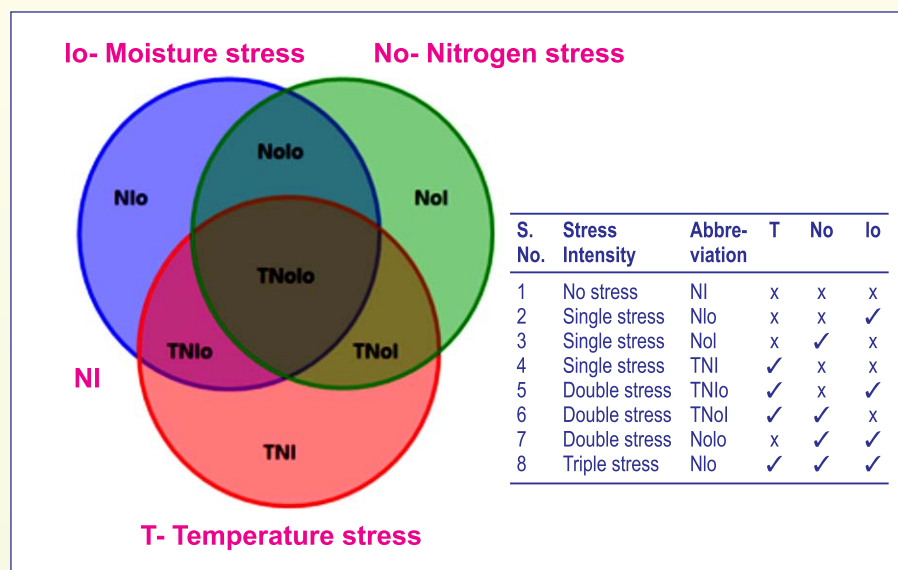 Io- Moisture stress
No- Nitrogen stress
NoIo
NIo
NoI
TNoIo
TNIo
TNoI
NI
TNI
T- Temperature stress
S. No. Stress Intensity Abbre-viation T No Io
1 No stress NI x x x
2 Single stress NIo x x ✓
3 Single stress NoI x ✓ x
4 Single stress TNI ✓ x x
5 Double stress TNIo ✓ x ✓
6 Double stress TNoI ✓ ✓ x
7 Double stress NoIo x ✓ ✓
8 Triple stress NIo ✓ ✓ ✓